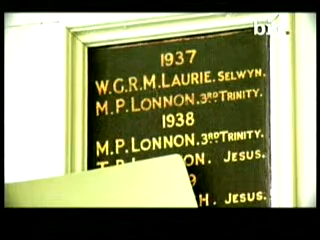 1937
W.G.R.M. LAURIE. SELWYN.
M.P. LONNON. 3RD TRINITY.
1938
M.P. LONNON. 3RD TRINITY.
JESUS.
JESUS.